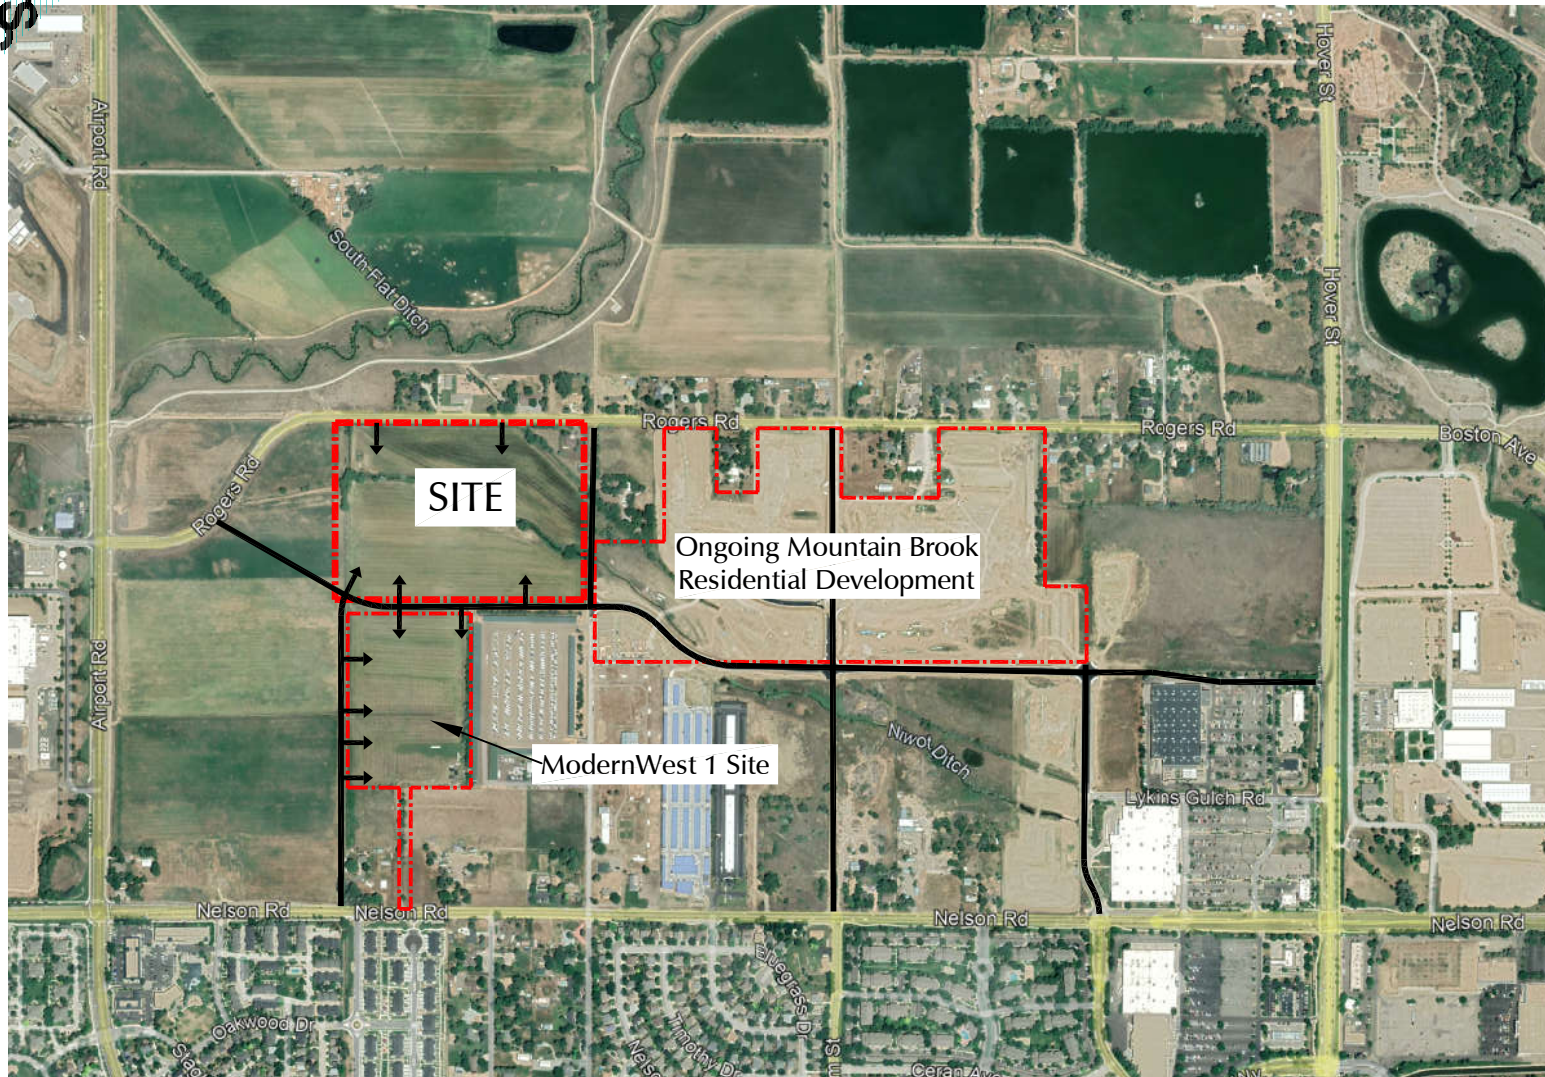 Airport Rd
Hover St
South Flat Ditch
Hover St
Rogers Rd
Rogers Rd
Boston Ave
Rogers Rd
SITE
Ongoing Mountain Brook
Residential Development
Airport Rd
Niwot Ditch
ModernWest 1 Site
Lykins Gulch Rd
Nelson Rd
Nelson Rd
Nelson Rd
Nelson Rd
Bluegrass Dr
Oakwood Dr
Timothy Dr
St